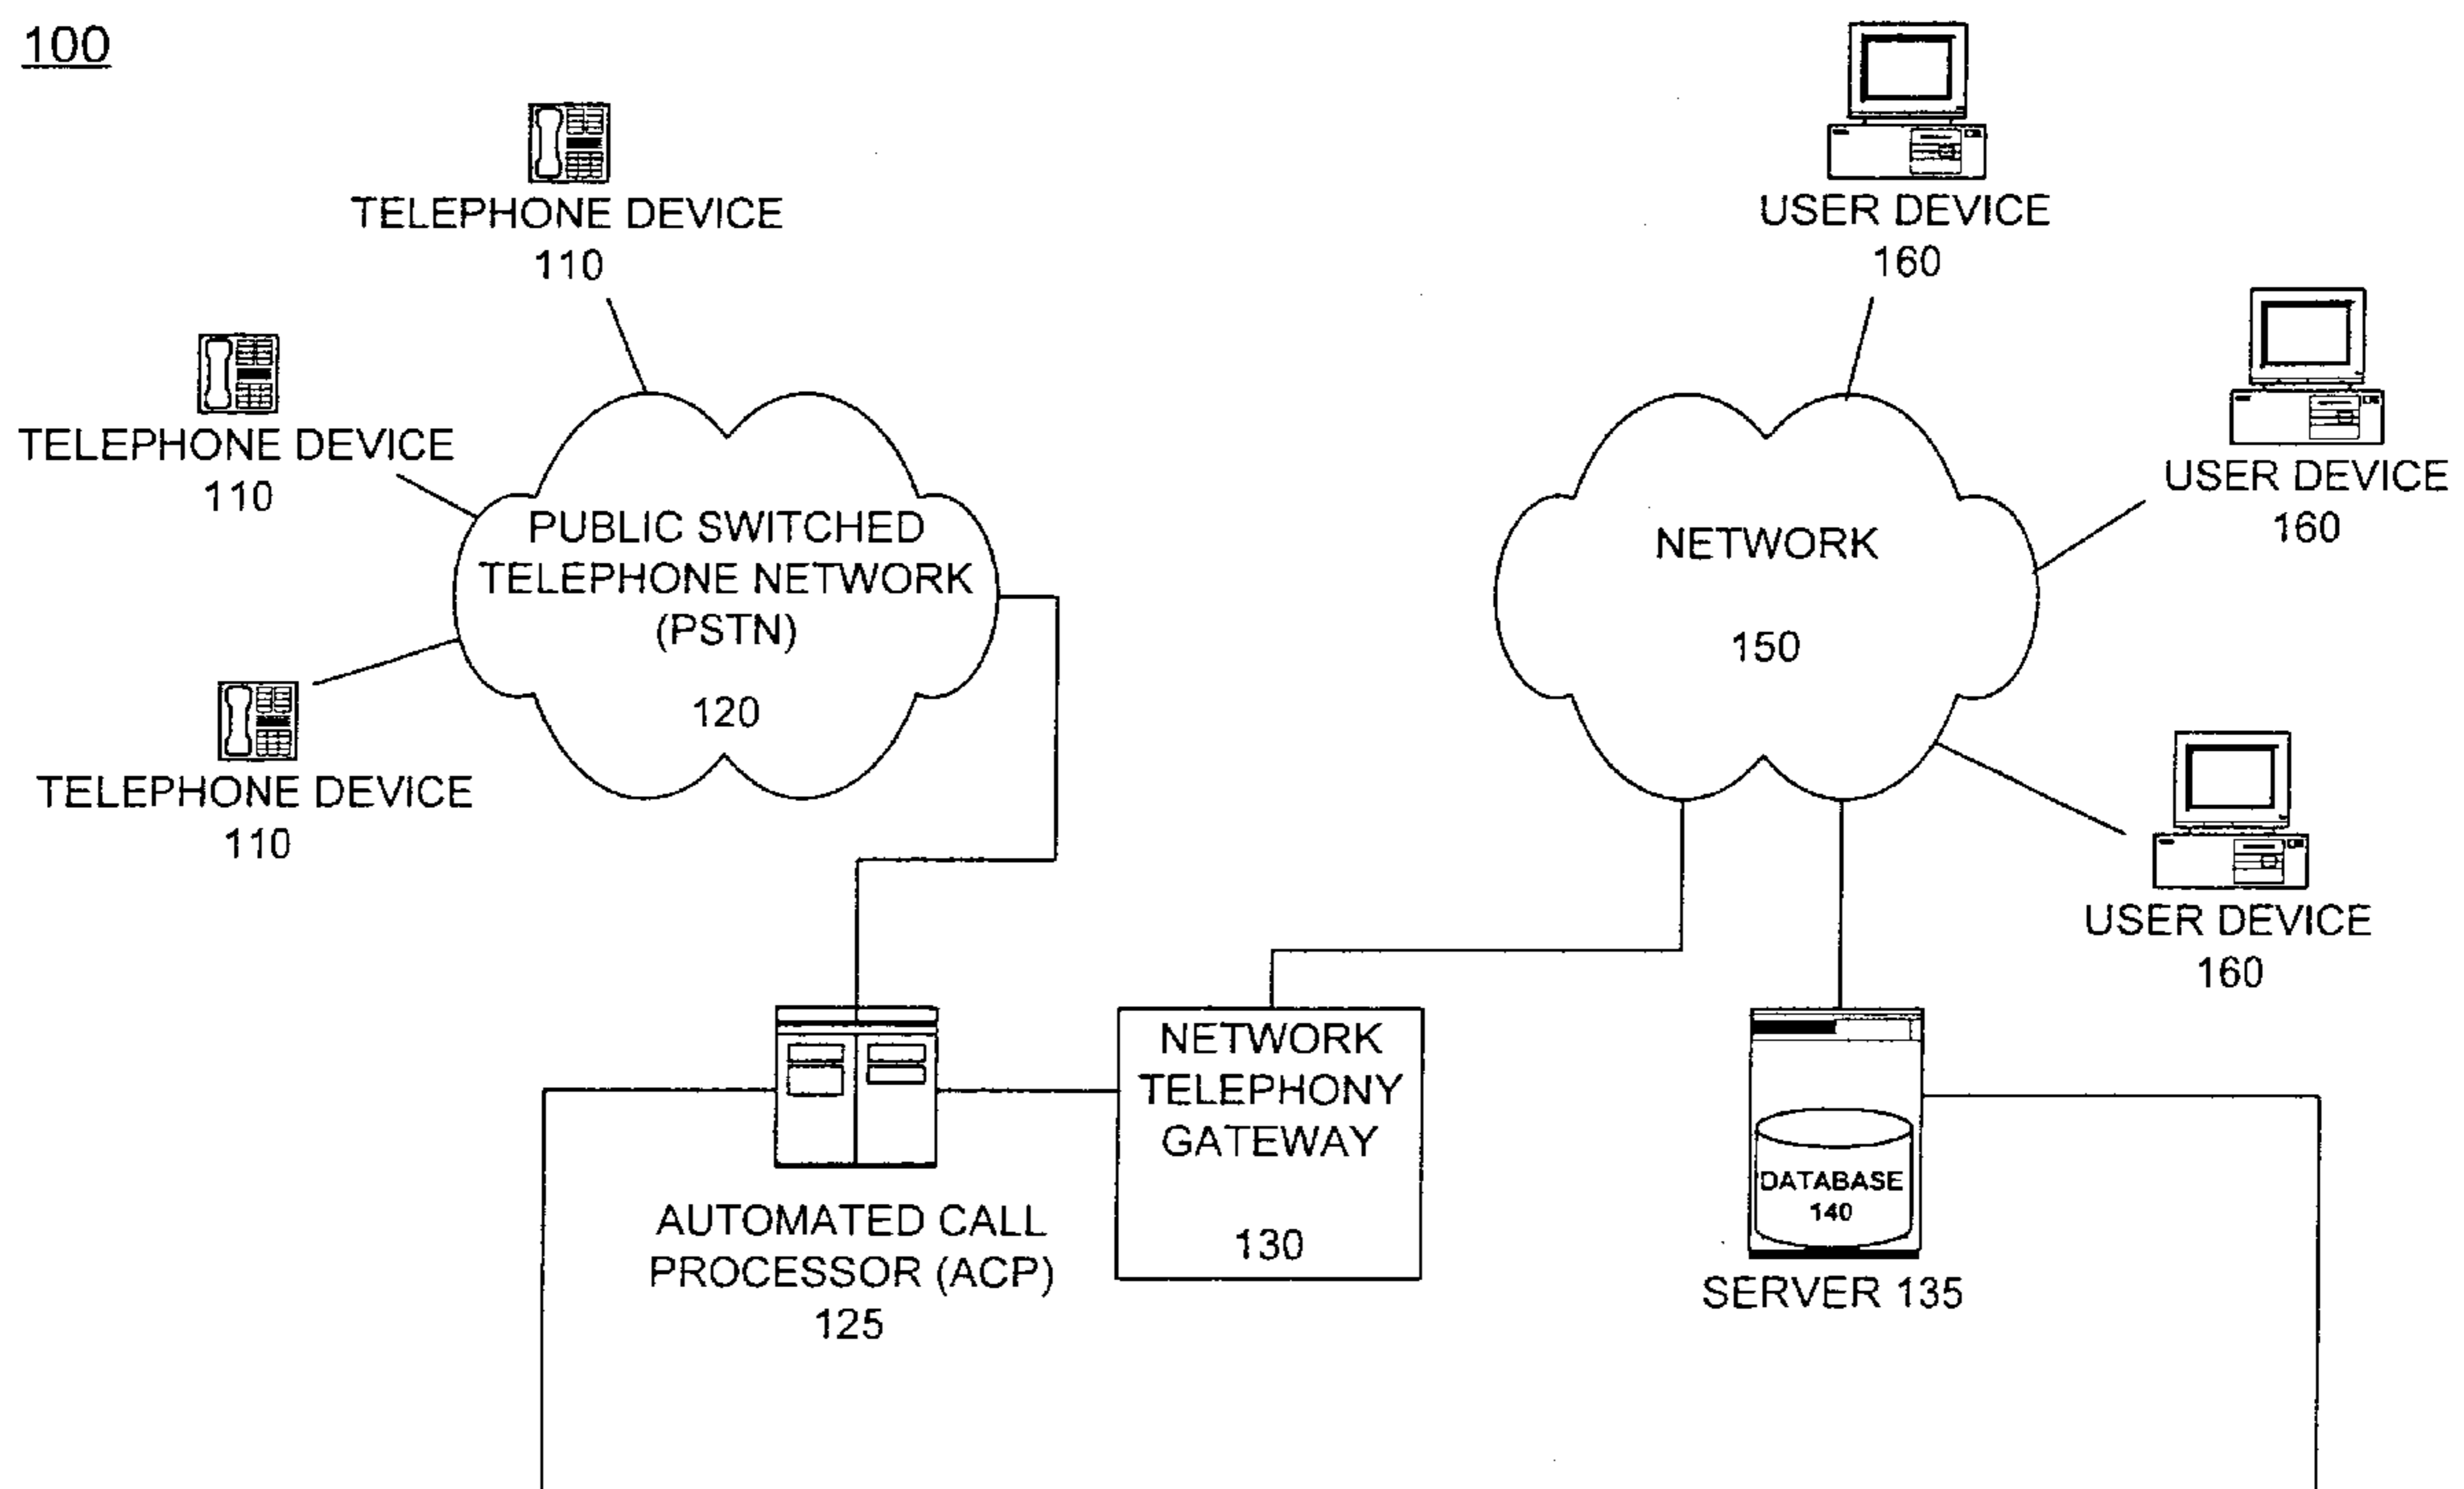 100
TELEPHONE DEVICE
110
TELEPHONE DEVICE
110
TELEPHONE DEVICE
110
PUBLIC SWITCHED
TELEPHONE NETWORK
(PSTN)
120
USER DEVICE
160
USER DEVICE
160
NETWORK
150
USER DEVICE
160
AUTOMATED CALL
PROCESSOR (ACP)
125
NETWORK
TELEPHONY
GATEWAY
130
DATABASE
140
SERVER 135